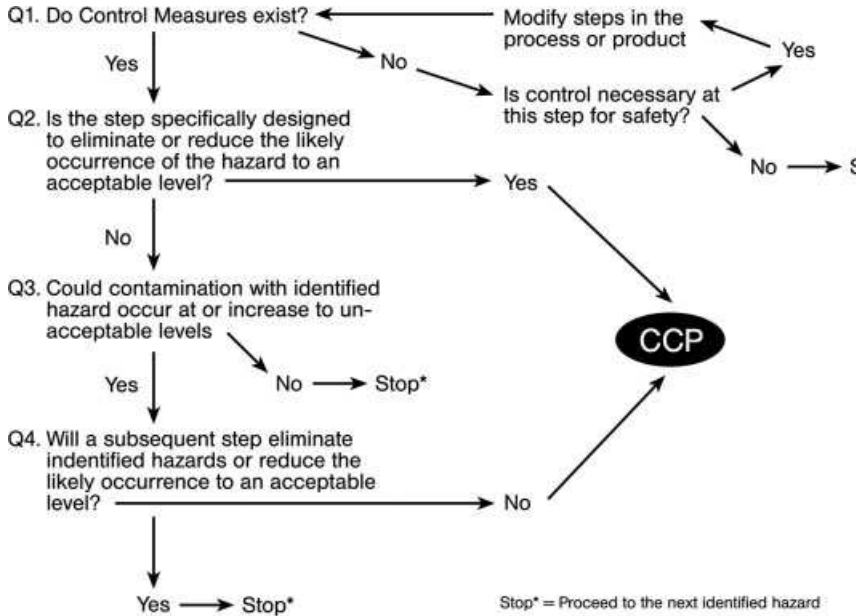 Q1. Do Control Measures exist?
Modify steps in the
process or product
Yes
No
Yes
Is control necessary at
this step for safety?
No
Q2. Is the step specifically designed
to eliminate or reduce the likely
occurrence of the hazard to an
acceptable level?
Yes
No
Q3. Could contamination with identified
hazard occur at or increase to un-
acceptable levels
CCP
No
Stop*
Yes
Q4. Will a subsequent step eliminate
indentified hazards or reduce the
likely occurrence to an acceptable
level?
No
Yes
Stop*
Stop* = Proceed to the next identified hazard